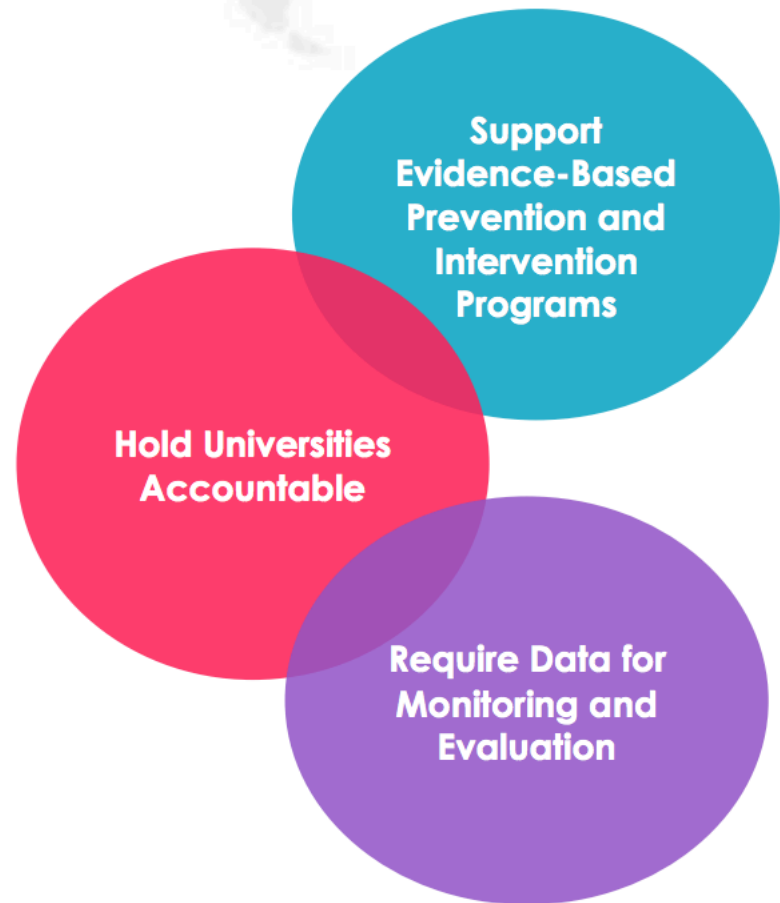 Support
Evidence-Based
Prevention and
Intervention
Programs
Hold Universities
Accountable
Require Data for
Monitoring and
Evaluation